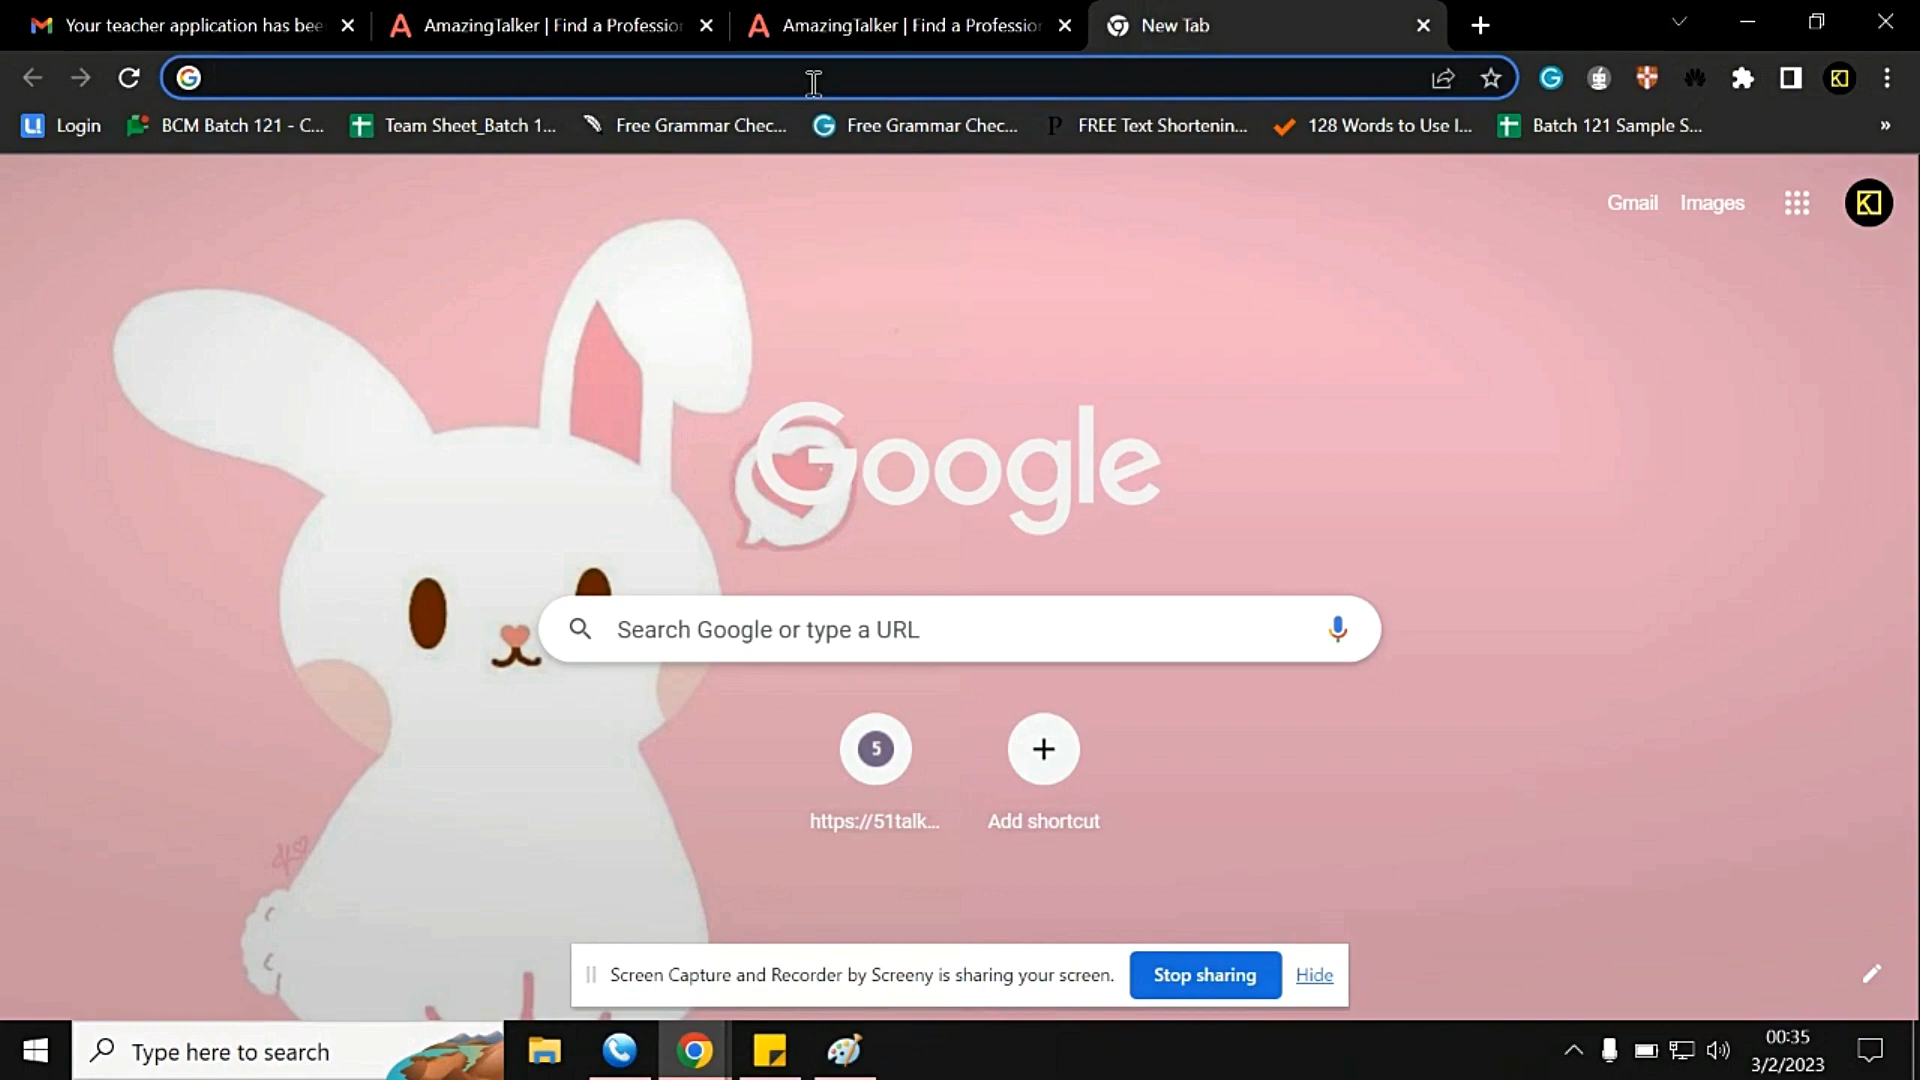 Your teacher application has bee
AmazingTalker | Find a Professior
AmazingTalker | Find a Professior
New Tab
Login
BCM Batch 121 - C...
Team Sheet_Batch 1...
Free Grammar Chec...
Free Grammar Chec...
FREE Text Shortenin...
128 Words to Use I...
Batch 121 Sample S...
»
Gmail
Images
Google
Search Google or type a URL
5
https://51talk...
Add shortcut
Screen Capture and Recorder by Screeny is sharing your screen.
Stop sharing
Hide
Type here to search
00:35
3/2/2023